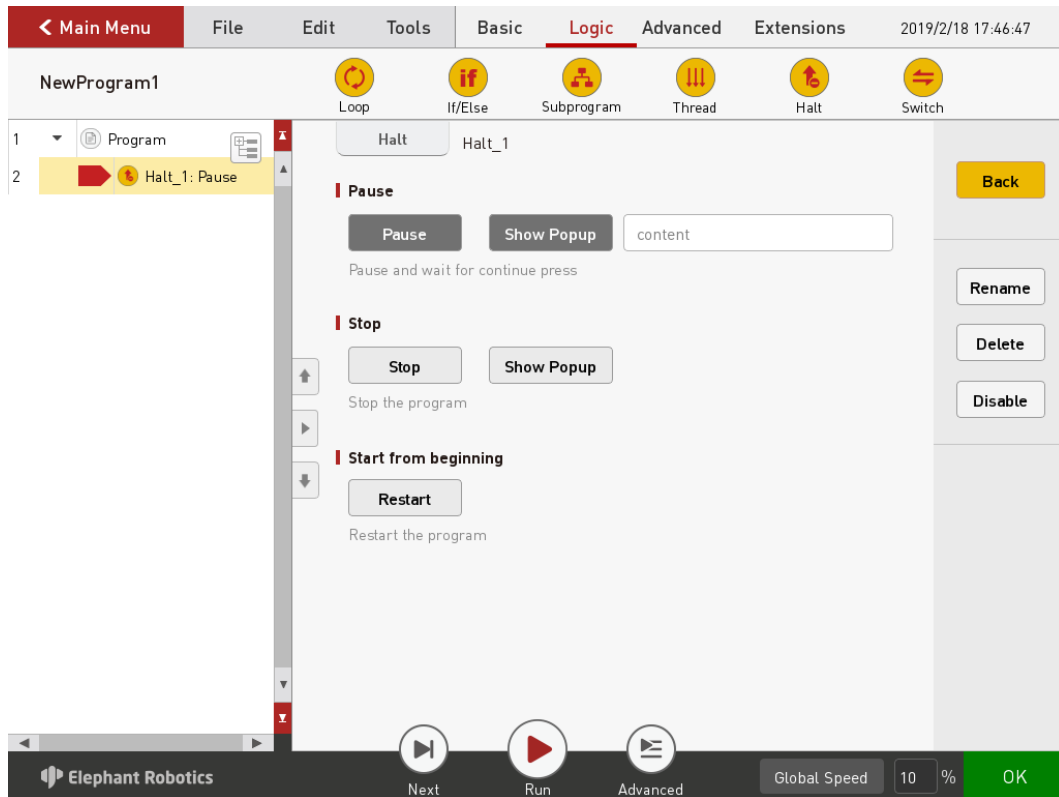 Main Menu File Edit Tools Basic Logic Advanced Extensions 2019/2/18 17:46:47
NewProgram1
Loop If/Else Subprogram Thread Halt Switch
if
1 Program
2 Halt_1: Pause
Halt Halt_1
Pause
Pause Show Popup content
Pause and wait for continue press
Stop
Stop Show Popup
Stop the program
Start from beginning
Restart
Restart the program
Back
Rename
Delete
Disable
Elephant Robotics
Next Run Advanced
Global Speed 10 % OK